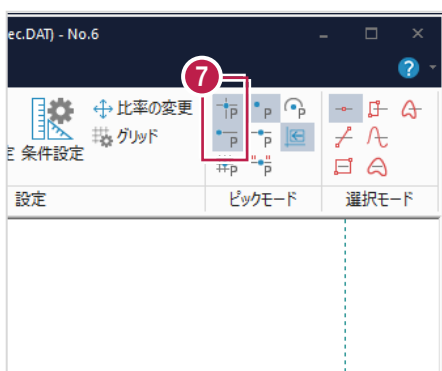 ec.DAT) - No.6
7
?
比率の変更
P P P
グリッド
P P
E 条件設定
P P
設定
ピックモード
選択モード